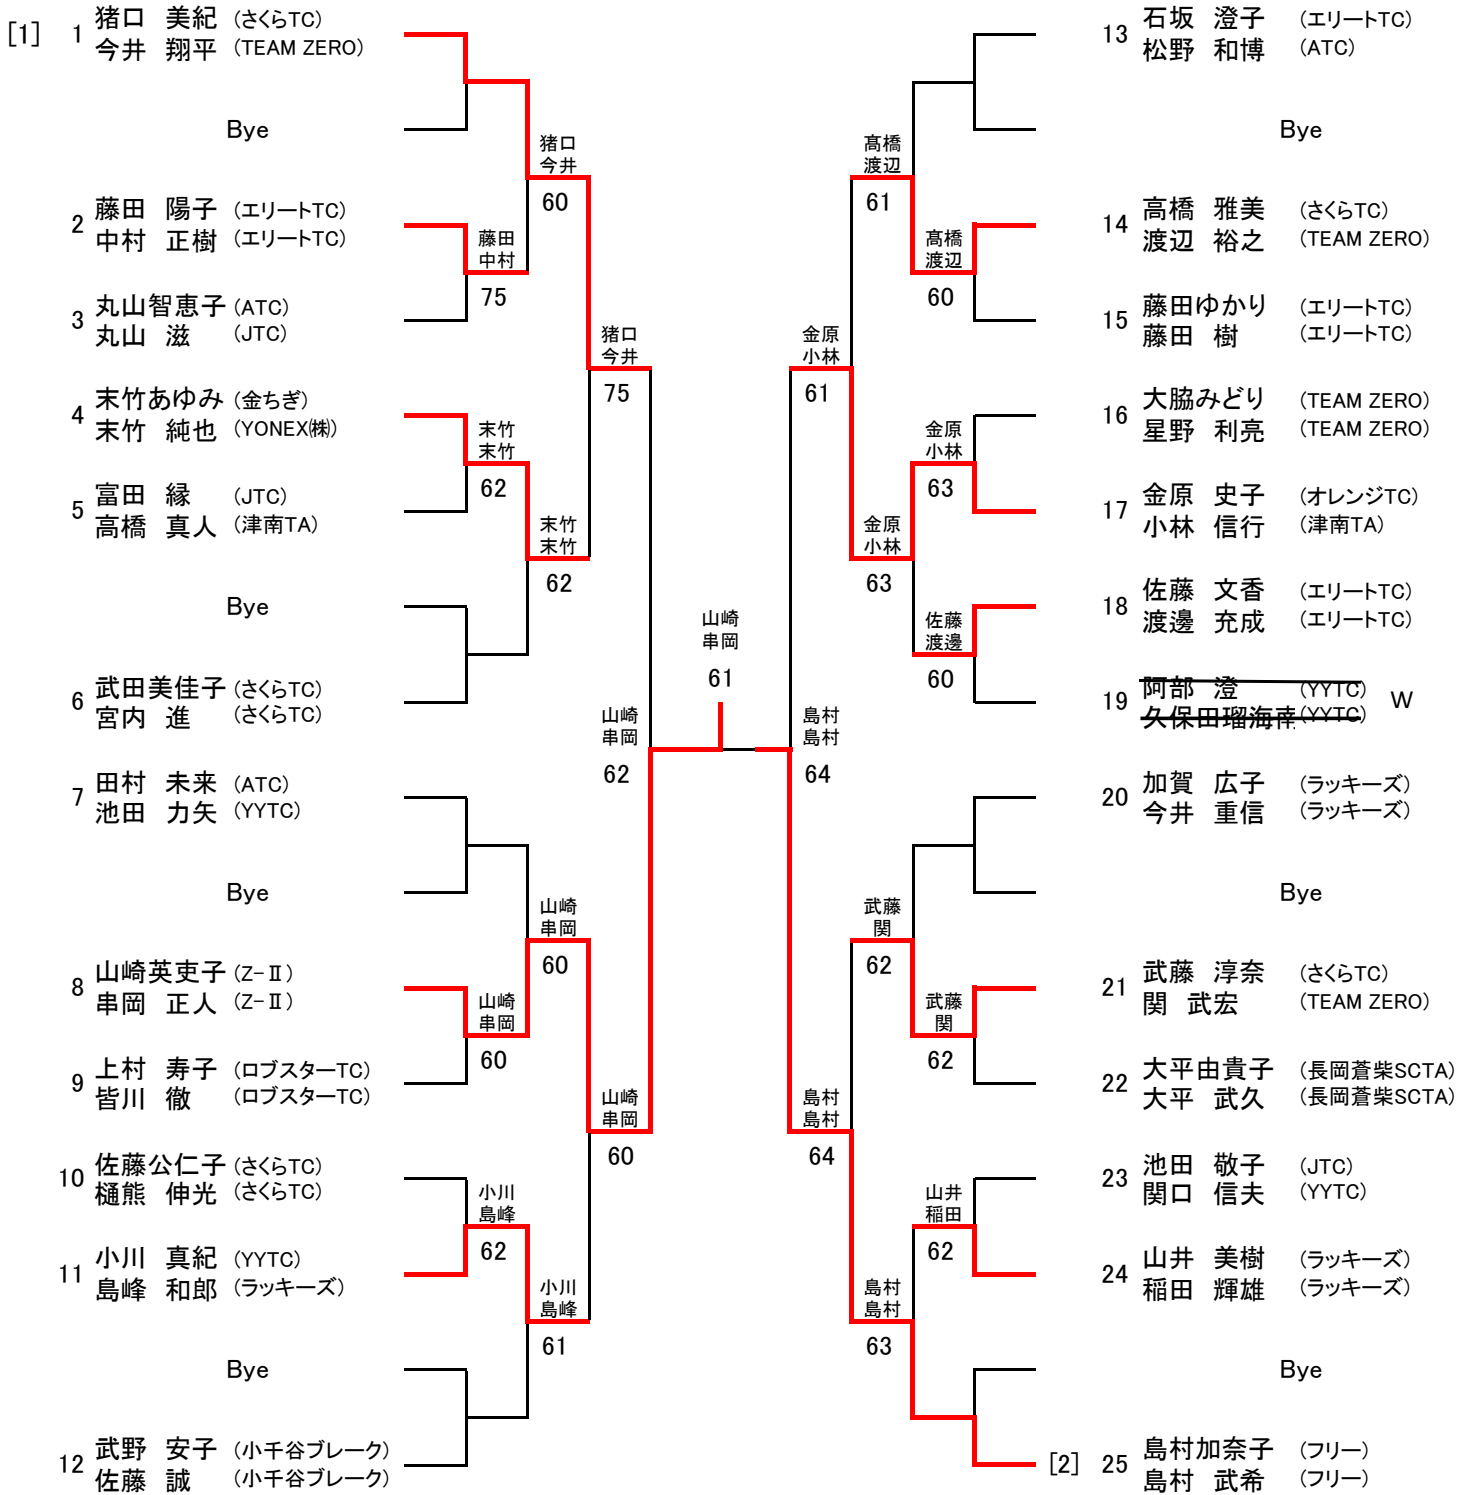 [1] 1 猪口 美紀 (さくらTC)
今井 翔平 (TEAM ZERO)
Bye
2 藤田 陽子 (エリートTC)
中村 正樹 (エリートTC)
3 丸山智恵子 (ATC)
丸山 滋 (JTC)
4 末竹あゆみ (金ちぎ)
末竹 純也 (YONEX㈱)
5 富田 縁 (JTC)
高橋 真人 (津南TA)
Bye
6 武田美佳子 (さくらTC)
宮内 進 (さくらTC)
7 田村 未来 (ATC)
池田 力矢 (YYTC)
Bye
8 山崎英吏子 (Z-Ⅱ)
串岡 正人 (Z-Ⅱ)
9 上村 寿子 (ロブスターTC)
皆川 徹 (ロブスターTC)
10 佐藤公仁子 (さくらTC)
樋熊 伸光 (さくらTC)
11 小川 真紀 (YYTC)
島峰 和郎 (ラッキーズ)
Bye
12 武野 安子 (小千谷ブレーク)
佐藤 誠 (小千谷ブレーク)
藤田
中村
75
末竹
末竹
62
山崎
串岡
60
小川
島峰
62
猪口
今井
60
末竹
末竹
62
山崎
串岡
60
小川
島峰
61
猪口
今井
75
山崎
串岡
60
山崎
串岡
62
山崎
串岡
61
島村
島村
64
金原
小林
61
島村
島村
64
髙橋
渡辺
61
金原
小林
63
武藤
関
62
島村
島村
63
髙橋
渡辺
60
金原
小林
63
佐藤
渡邊
60
武藤
関
62
山井
稲田
62
13 石坂 澄子 (エリートTC)
松野 和博 (ATC)
Bye
14 高橋 雅美 (さくらTC)
渡辺 裕之 (TEAM ZERO)
15 藤田ゆかり (エリートTC)
藤田 樹 (エリートTC)
16 大脇みどり (TEAM ZERO)
星野 利亮 (TEAM ZERO)
17 金原 史子 (オレンジTC)
小林 信行 (津南TA)
18 佐藤 文香 (エリートTC)
渡邊 充成 (エリートTC)
19 阿部 澄 (YYTC) W
久保田瑠海南 (YYTC)
20 加賀 広子 (ラッキーズ)
今井 重信 (ラッキーズ)
Bye
21 武藤 淳奈 (さくらTC)
関 武宏 (TEAM ZERO)
22 大平由貴子 (長岡蒼柴SCTA)
大平 武久 (長岡蒼柴SCTA)
23 池田 敬子 (JTC)
関口 信夫 (YYTC)
24 山井 美樹 (ラッキーズ)
稲田 輝雄 (ラッキーズ)
Bye
[2] 25 島村加奈子 (フリー)
島村 武希 (フリー)